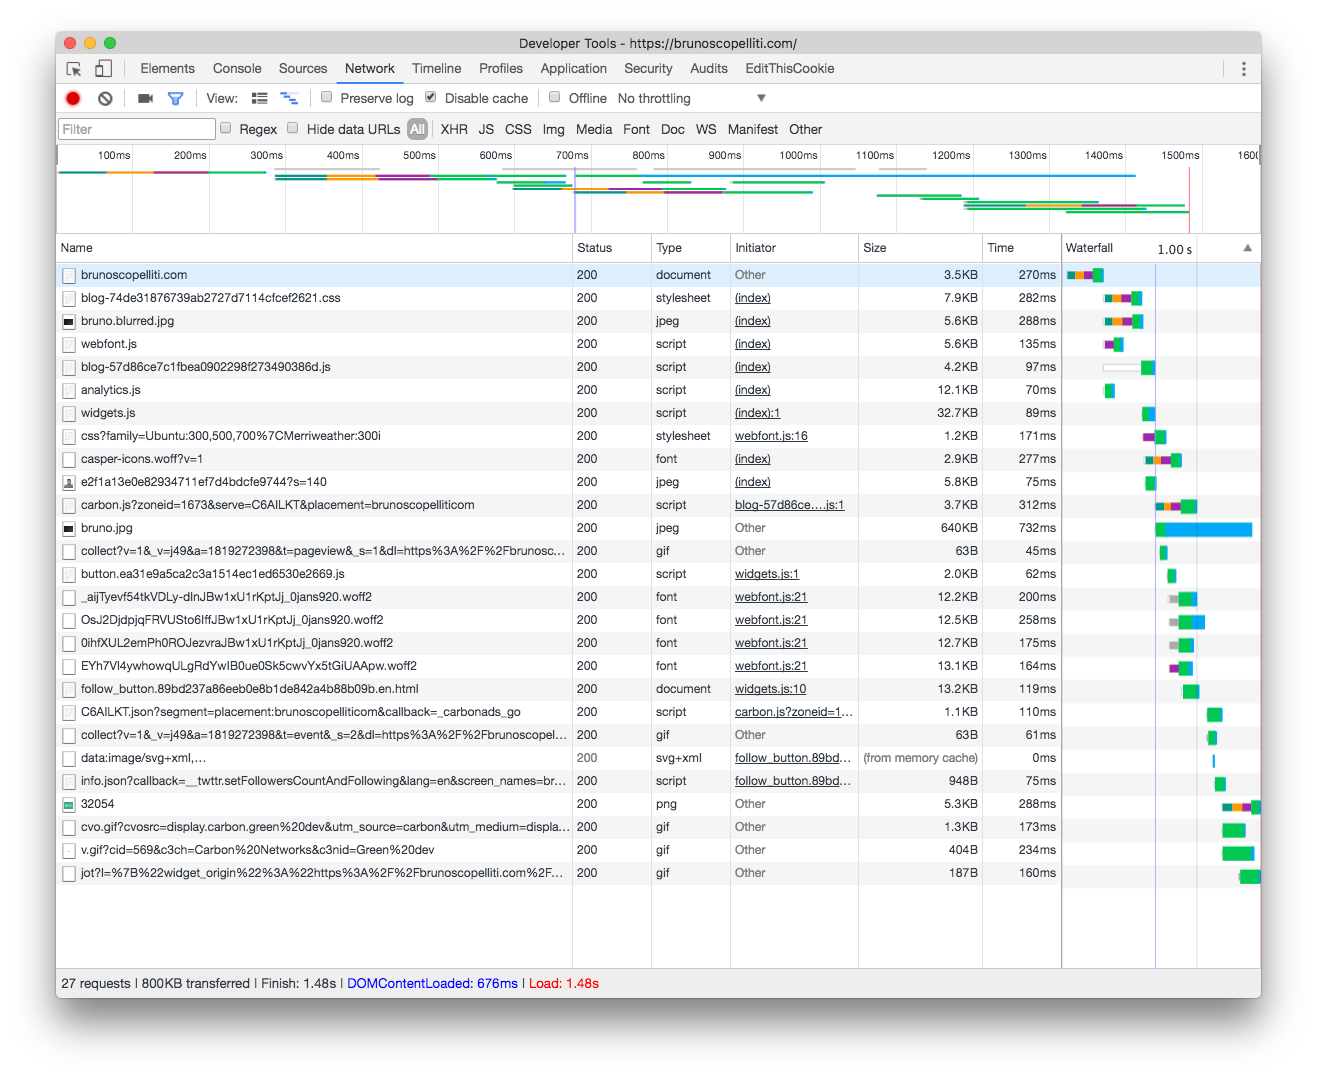 Developer Tools - https://brunoscopelliti.com/
Elements Console Sources Network Timeline Profiles Application Security Audits EditThisCookie
View: Preserve log Disable cache Offline No throttling
Filter Regex Hide data URLs All XHR JS CSS Img Media Font Doc WS Manifest Other
100ms 200ms 300ms 400ms 500ms 600ms 700ms 800ms 900ms 1000ms 1100ms 1200ms 1300ms 1400ms 1500ms 1600
Name Status Type Initiator Size Time Waterfall 1.00 s
brunoscopelliti.com 200 document Other 3.5KB 270ms
blog-74de31876739ab2727d7114cfcef2621.css 200 stylesheet (index) 7.9KB 282ms
bruno.blurred.jpg 200 jpeg (index) 5.6KB 288ms
webfont.js 200 script (index) 5.6KB 135ms
blog-57d86ce7c1fbea0902298f273490386d.js 200 script (index) 4.2KB 97ms
analytics.js 200 script (index) 12.1KB 70ms
widgets.js 200 script (index):1 32.7KB 89ms
css?family=Ubuntu:300,500,700%7CMerriweather:300i 200 stylesheet webfont.js:16 1.2KB 171ms
casper-icons.woff?v=1 200 font (index) 2.9KB 277ms
e2f1a13e0e82934711ef7d4bdcfe9744?s=140 200 jpeg (index) 5.8KB 75ms
carbon.js?zoneid=1673&serve=C6AILKT&placement=brunoscopelliticom 200 script blog-57d86ce….js:1 3.7KB 312ms
bruno.jpg 200 jpeg Other 640KB 732ms
collect?v=1&_v=j49&a=1819272398&t=pageview&_s=1&dl=https%3A%2F%2Fbrunosc… 200 gif Other 63B 45ms
button.ea31e9a5ca2c3a1514ec1ed6530e2669.js 200 script widgets.js:1 2.0KB 62ms
_aijTyevf54tkVDLy-dlnJBw1xU1rKptJj_0jans920.woff2 200 font webfont.js:21 12.2KB 200ms
OsJ2DjdpjqFRVUSto6IffJBw1xU1rKptJj_0jans920.woff2 200 font webfont.js:21 12.5KB 258ms
0ihfXUL2emPh0ROJezvraJBw1xU1rKptJj_0jans920.woff2 200 font webfont.js:21 12.7KB 175ms
EYh7Vl4ywhowqULgRdYwIB0ue0Sk5cwvYx5tGiUAApw.woff2 200 font webfont.js:21 13.1KB 164ms
follow_button.89bd237a86eeb0e8b1de842a4b88b09b.en.html 200 document widgets.js:10 13.2KB 119ms
C6AILKT.json?segment=placement:brunoscopelliticom&callback=_carbonads_go 200 script carbon.js?zoneid=1… 1.1KB 110ms
collect?v=1&_v=j49&a=1819272398&t=event&_s=2&dl=https%3A%2F%2Fbrunoscopel… 200 gif Other 63B 61ms
data:image/svg+xml,… 200 svg+xml follow_button.89bd… (from memory cache) 0ms
info.json?callback=__twttr.setFollowersCountAndFollowing&lang=en&screen_names=br… 200 script follow_button.89bd… 948B 75ms
32054 200 png Other 5.3KB 288ms
cvo.gif?cvosrc=display.carbon.green%20dev&utm_source=carbon&utm_medium=displa… 200 gif Other 1.3KB 173ms
v.gif?cid=569&c3ch=Carbon%20Networks&c3nid=Green%20dev 200 gif Other 404B 234ms
jot?l=%7B%22widget_origin%22%3A%22https%3A%2F%2Fbrunoscopelliti.com%2F… 200 gif Other 187B 160ms
27 requests | 800KB transferred | Finish: 1.48s | DOMContentLoaded: 676ms | Load: 1.48s